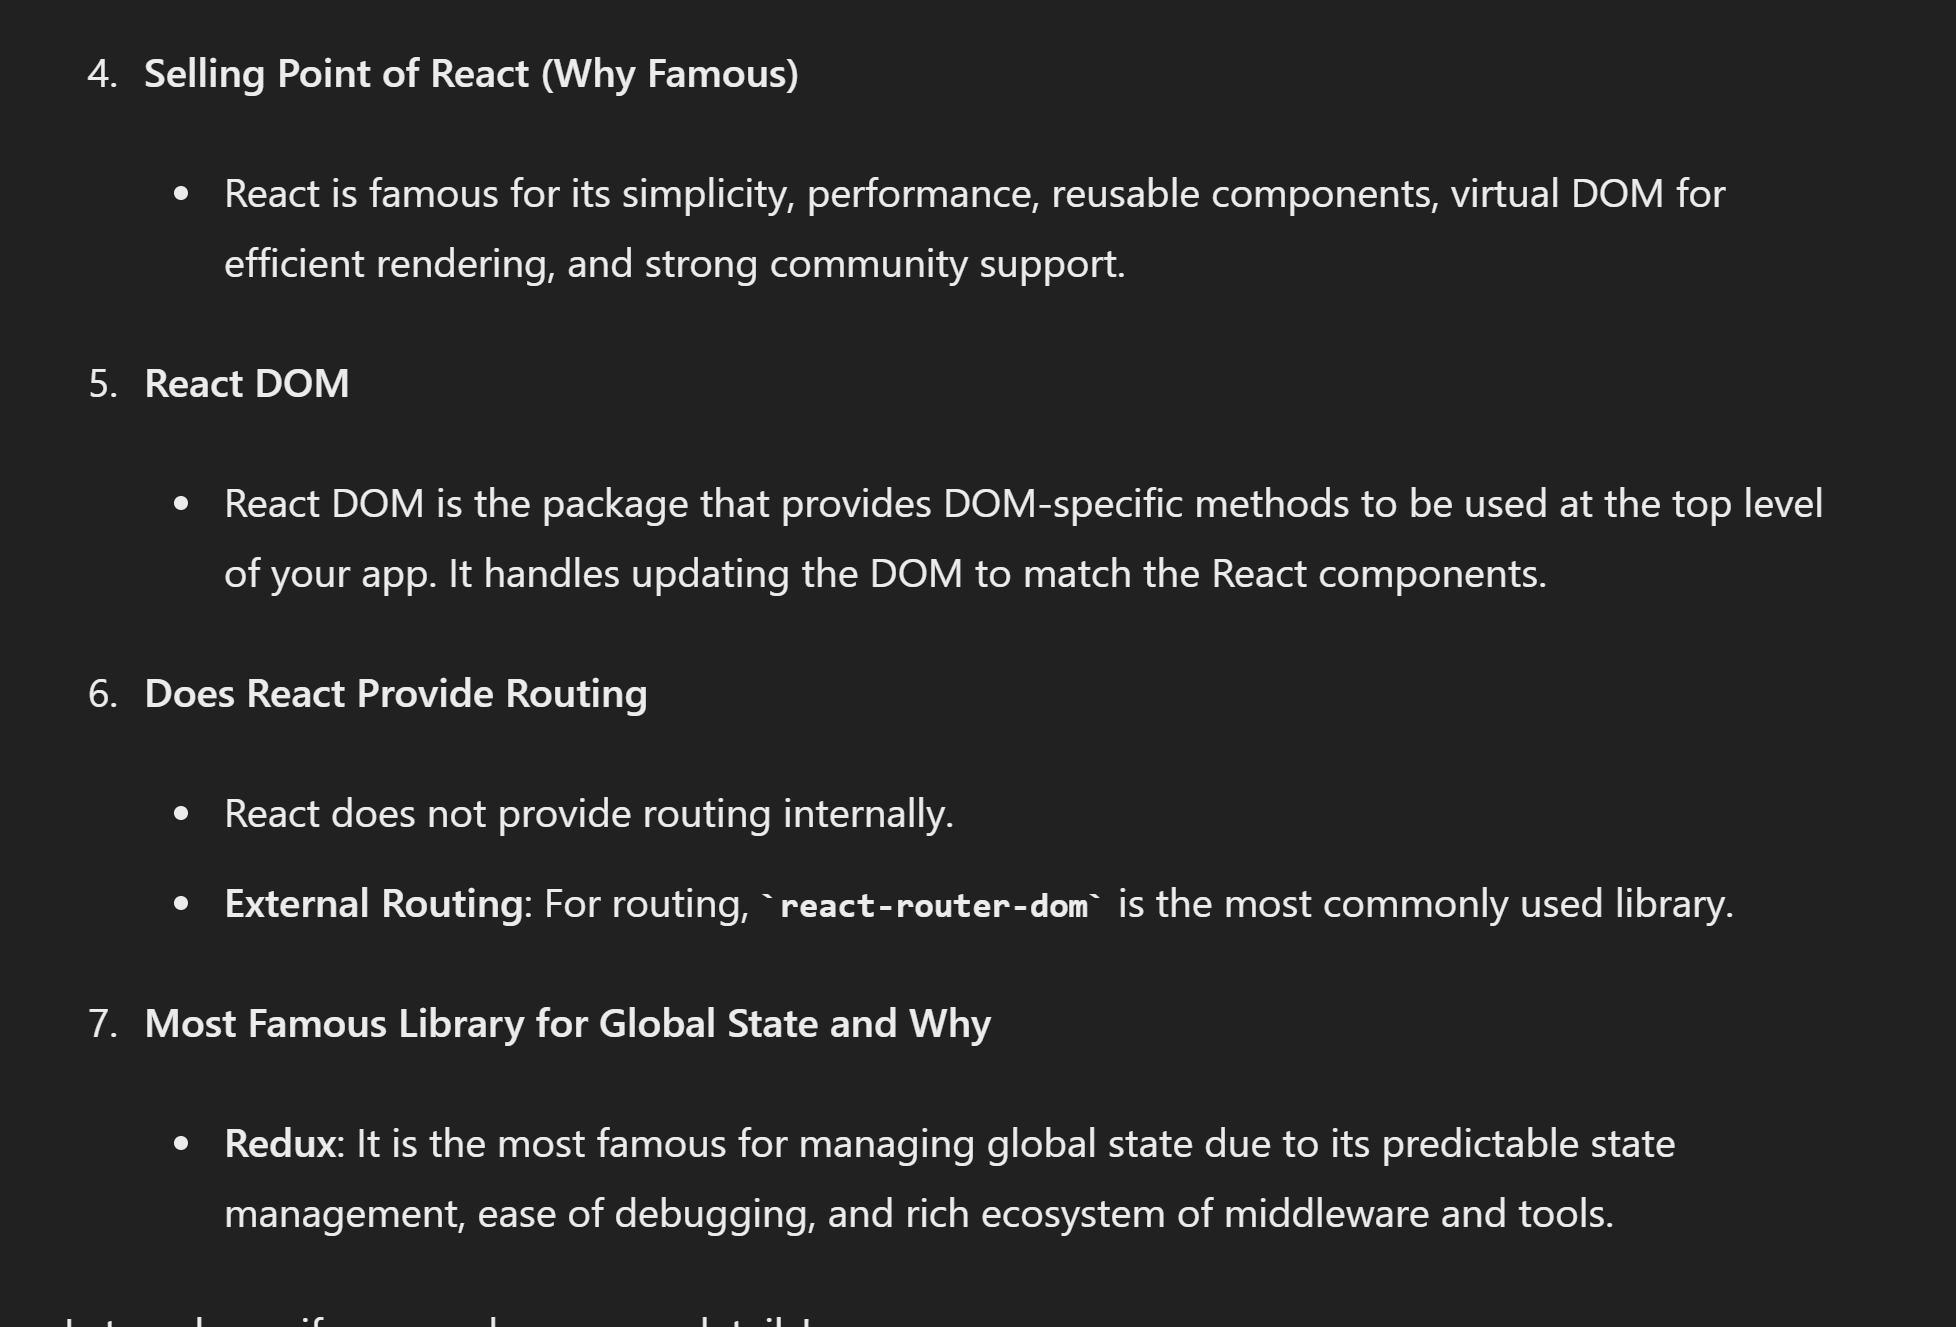 4. Selling Point of React (Why Famous)
• React is famous for its simplicity, performance, reusable components, virtual DOM for
efficient rendering, and strong community support.
5. React DOM
• React DOM is the package that provides DOM-specific methods to be used at the top level
of your app. It handles updating the DOM to match the React components.
6. Does React Provide Routing
• React does not provide routing internally.
• External Routing: For routing, `react-router-dom` is the most commonly used library.
7. Most Famous Library for Global State and Why
• Redux: It is the most famous for managing global state due to its predictable state
management, ease of debugging, and rich ecosystem of middleware and tools.